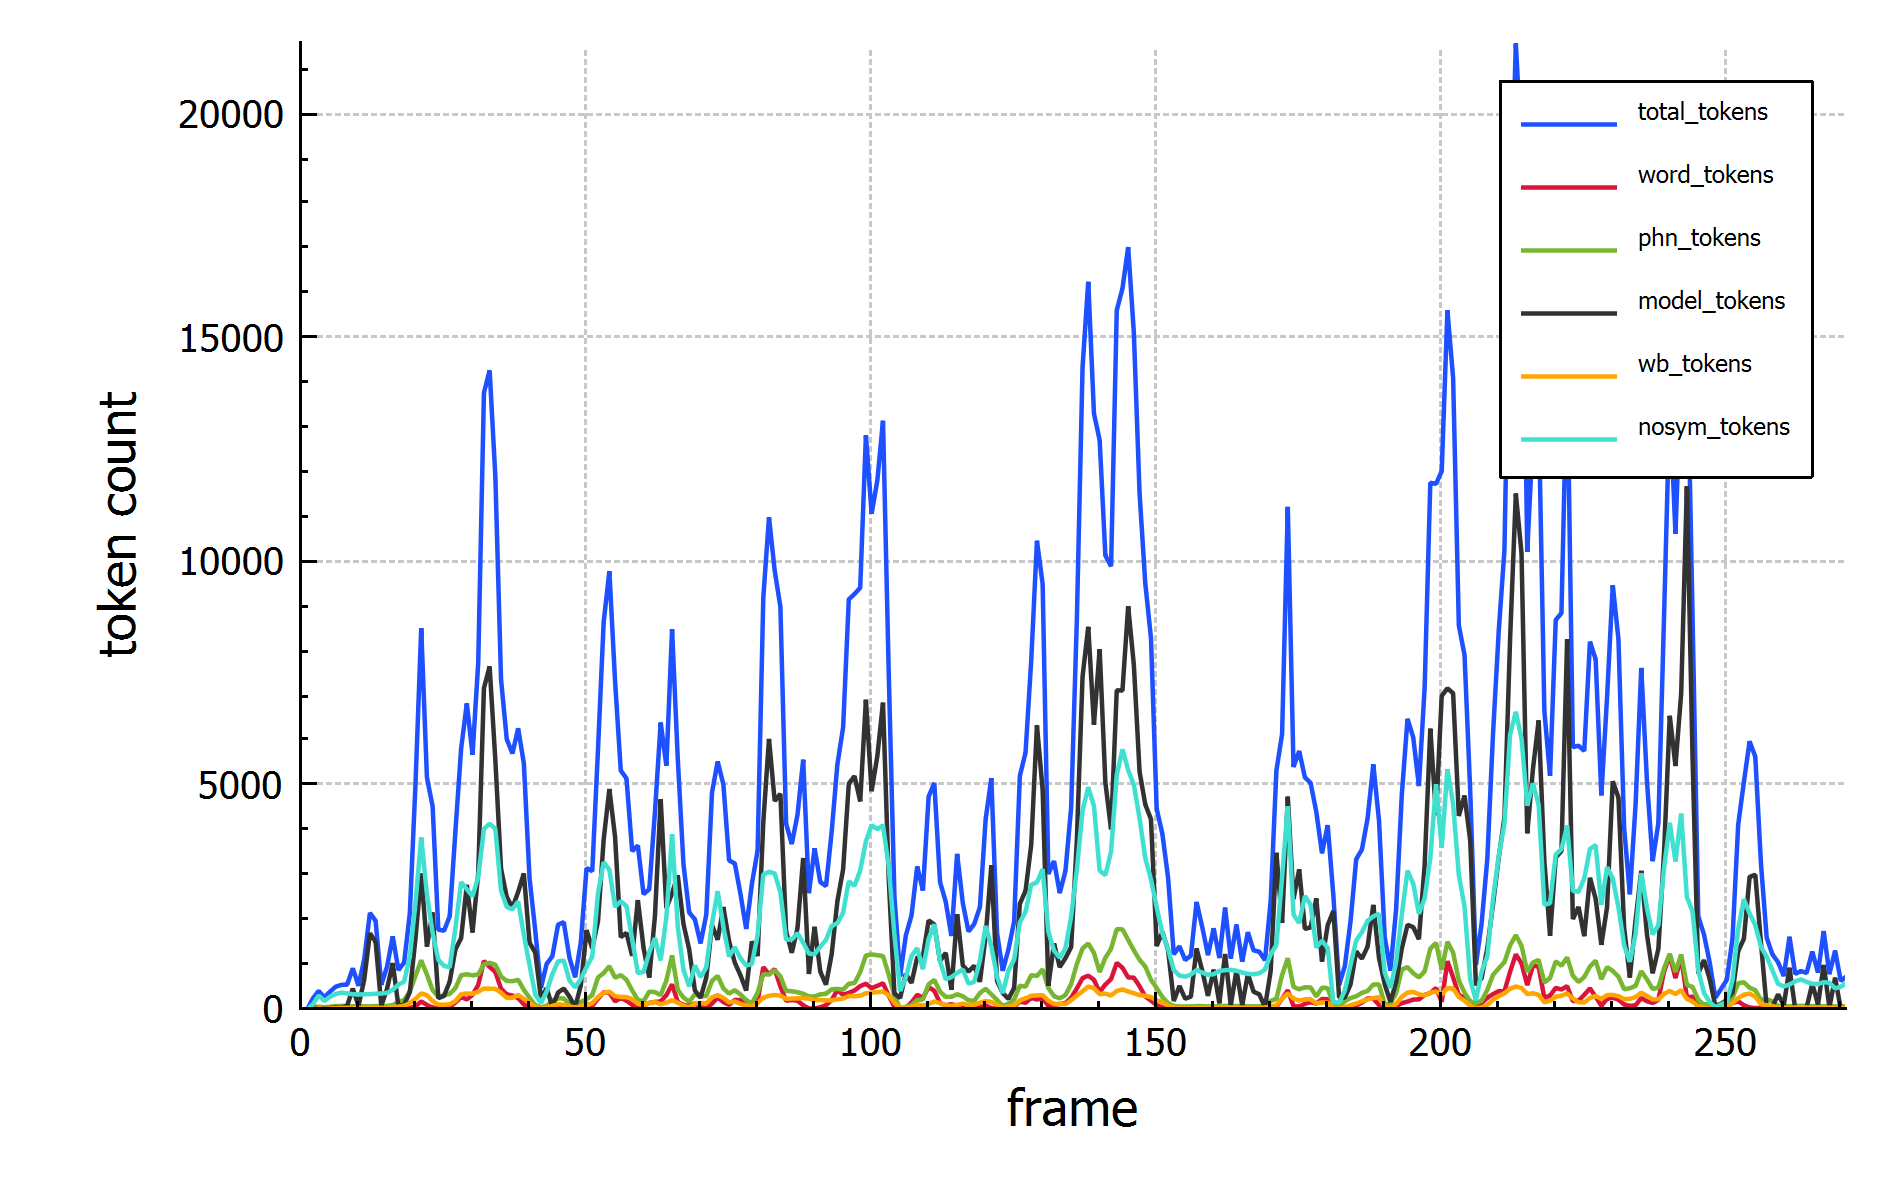 20000
15000
10000
5000
0
token count
0 50 100 150 200 250
frame
total_tokens
word_tokens
phn_tokens
model_tokens
wb_tokens
nosym_tokens